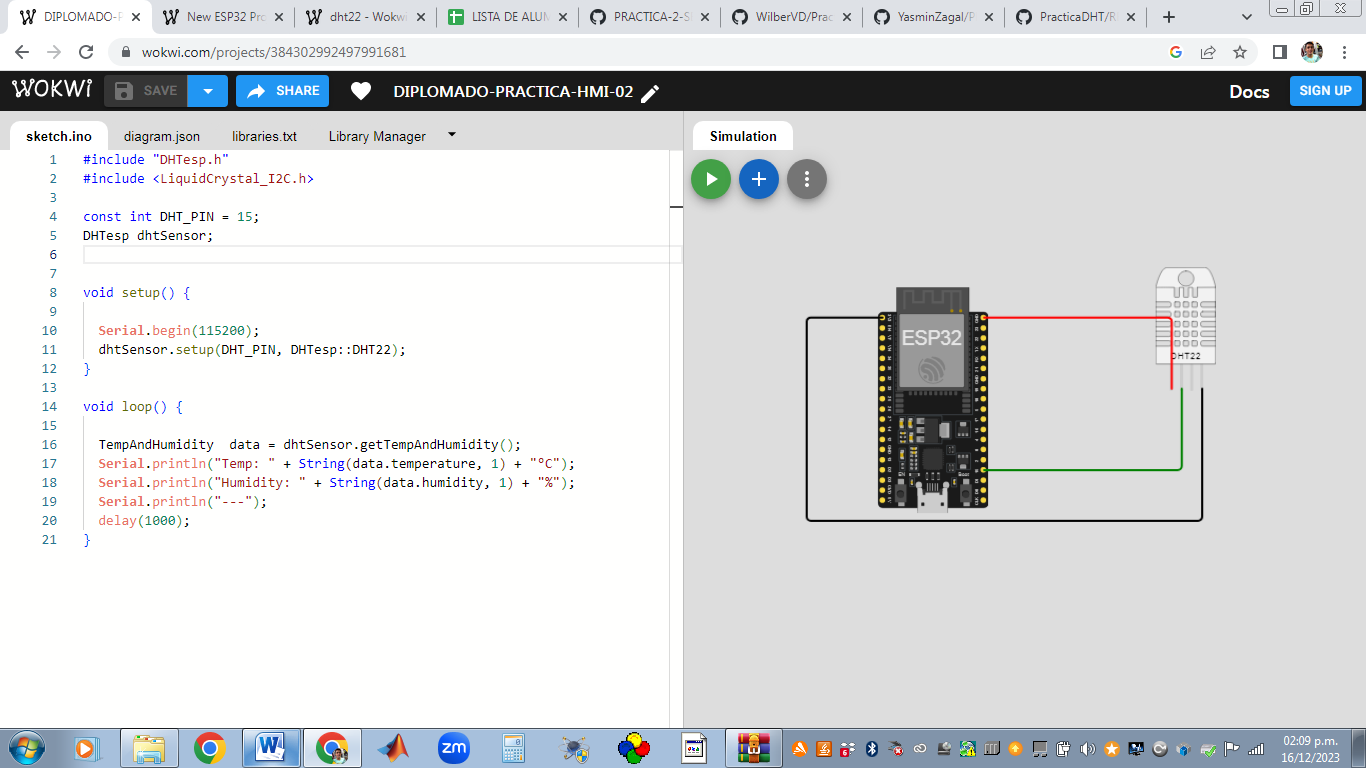 DIPLOMADO-P
New ESP32 Pro
dht22 - Wokwi
LISTA DE ALUM
PRACTICA-2-S
WilberVD/Prac
YasminZagal/P
PracticaDHT/R
wokwi.com/projects/384302992497991681
WOKWi
SAVE
SHARE
DIPLOMADO-PRACTICA-HMI-02
Docs
SIGN UP
sketch.ino
diagram.json
libraries.txt
Library Manager
Simulation
1 #include "DHTesp.h"
2 #include <LiquidCrystal_I2C.h>
3
4 const int DHT_PIN = 15;
5 DHTesp dhtSensor;
6
7
8 void setup() {
9
10 Serial.begin(115200);
11 dhtSensor.setup(DHT_PIN, DHTesp::DHT22);
12 }
13
14 void loop() {
15
16 TempAndHumidity  data = dhtSensor.getTempAndHumidity();
17 Serial.println("Temp: " + String(data.temperature, 1) + "°C");
18 Serial.println("Humidity: " + String(data.humidity, 1) + "%");
19 Serial.println("---");
20 delay(1000);
21 }
ESP32
EN
Boot
DHT22
zm
02:09 p.m.
16/12/2023